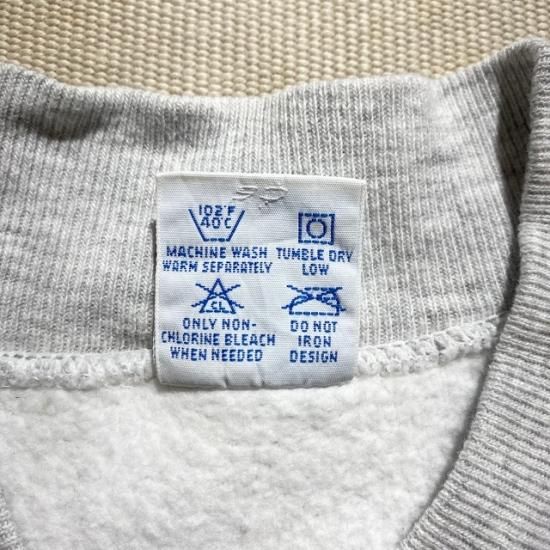 102°F
40°C
MACHINE WASH
WARM SEPARATELY
TUMBLE DRY
LOW
CL
ONLY NON-
CHLORINE BLEACH
WHEN NEEDED
DO NOT
IRON
DESIGN